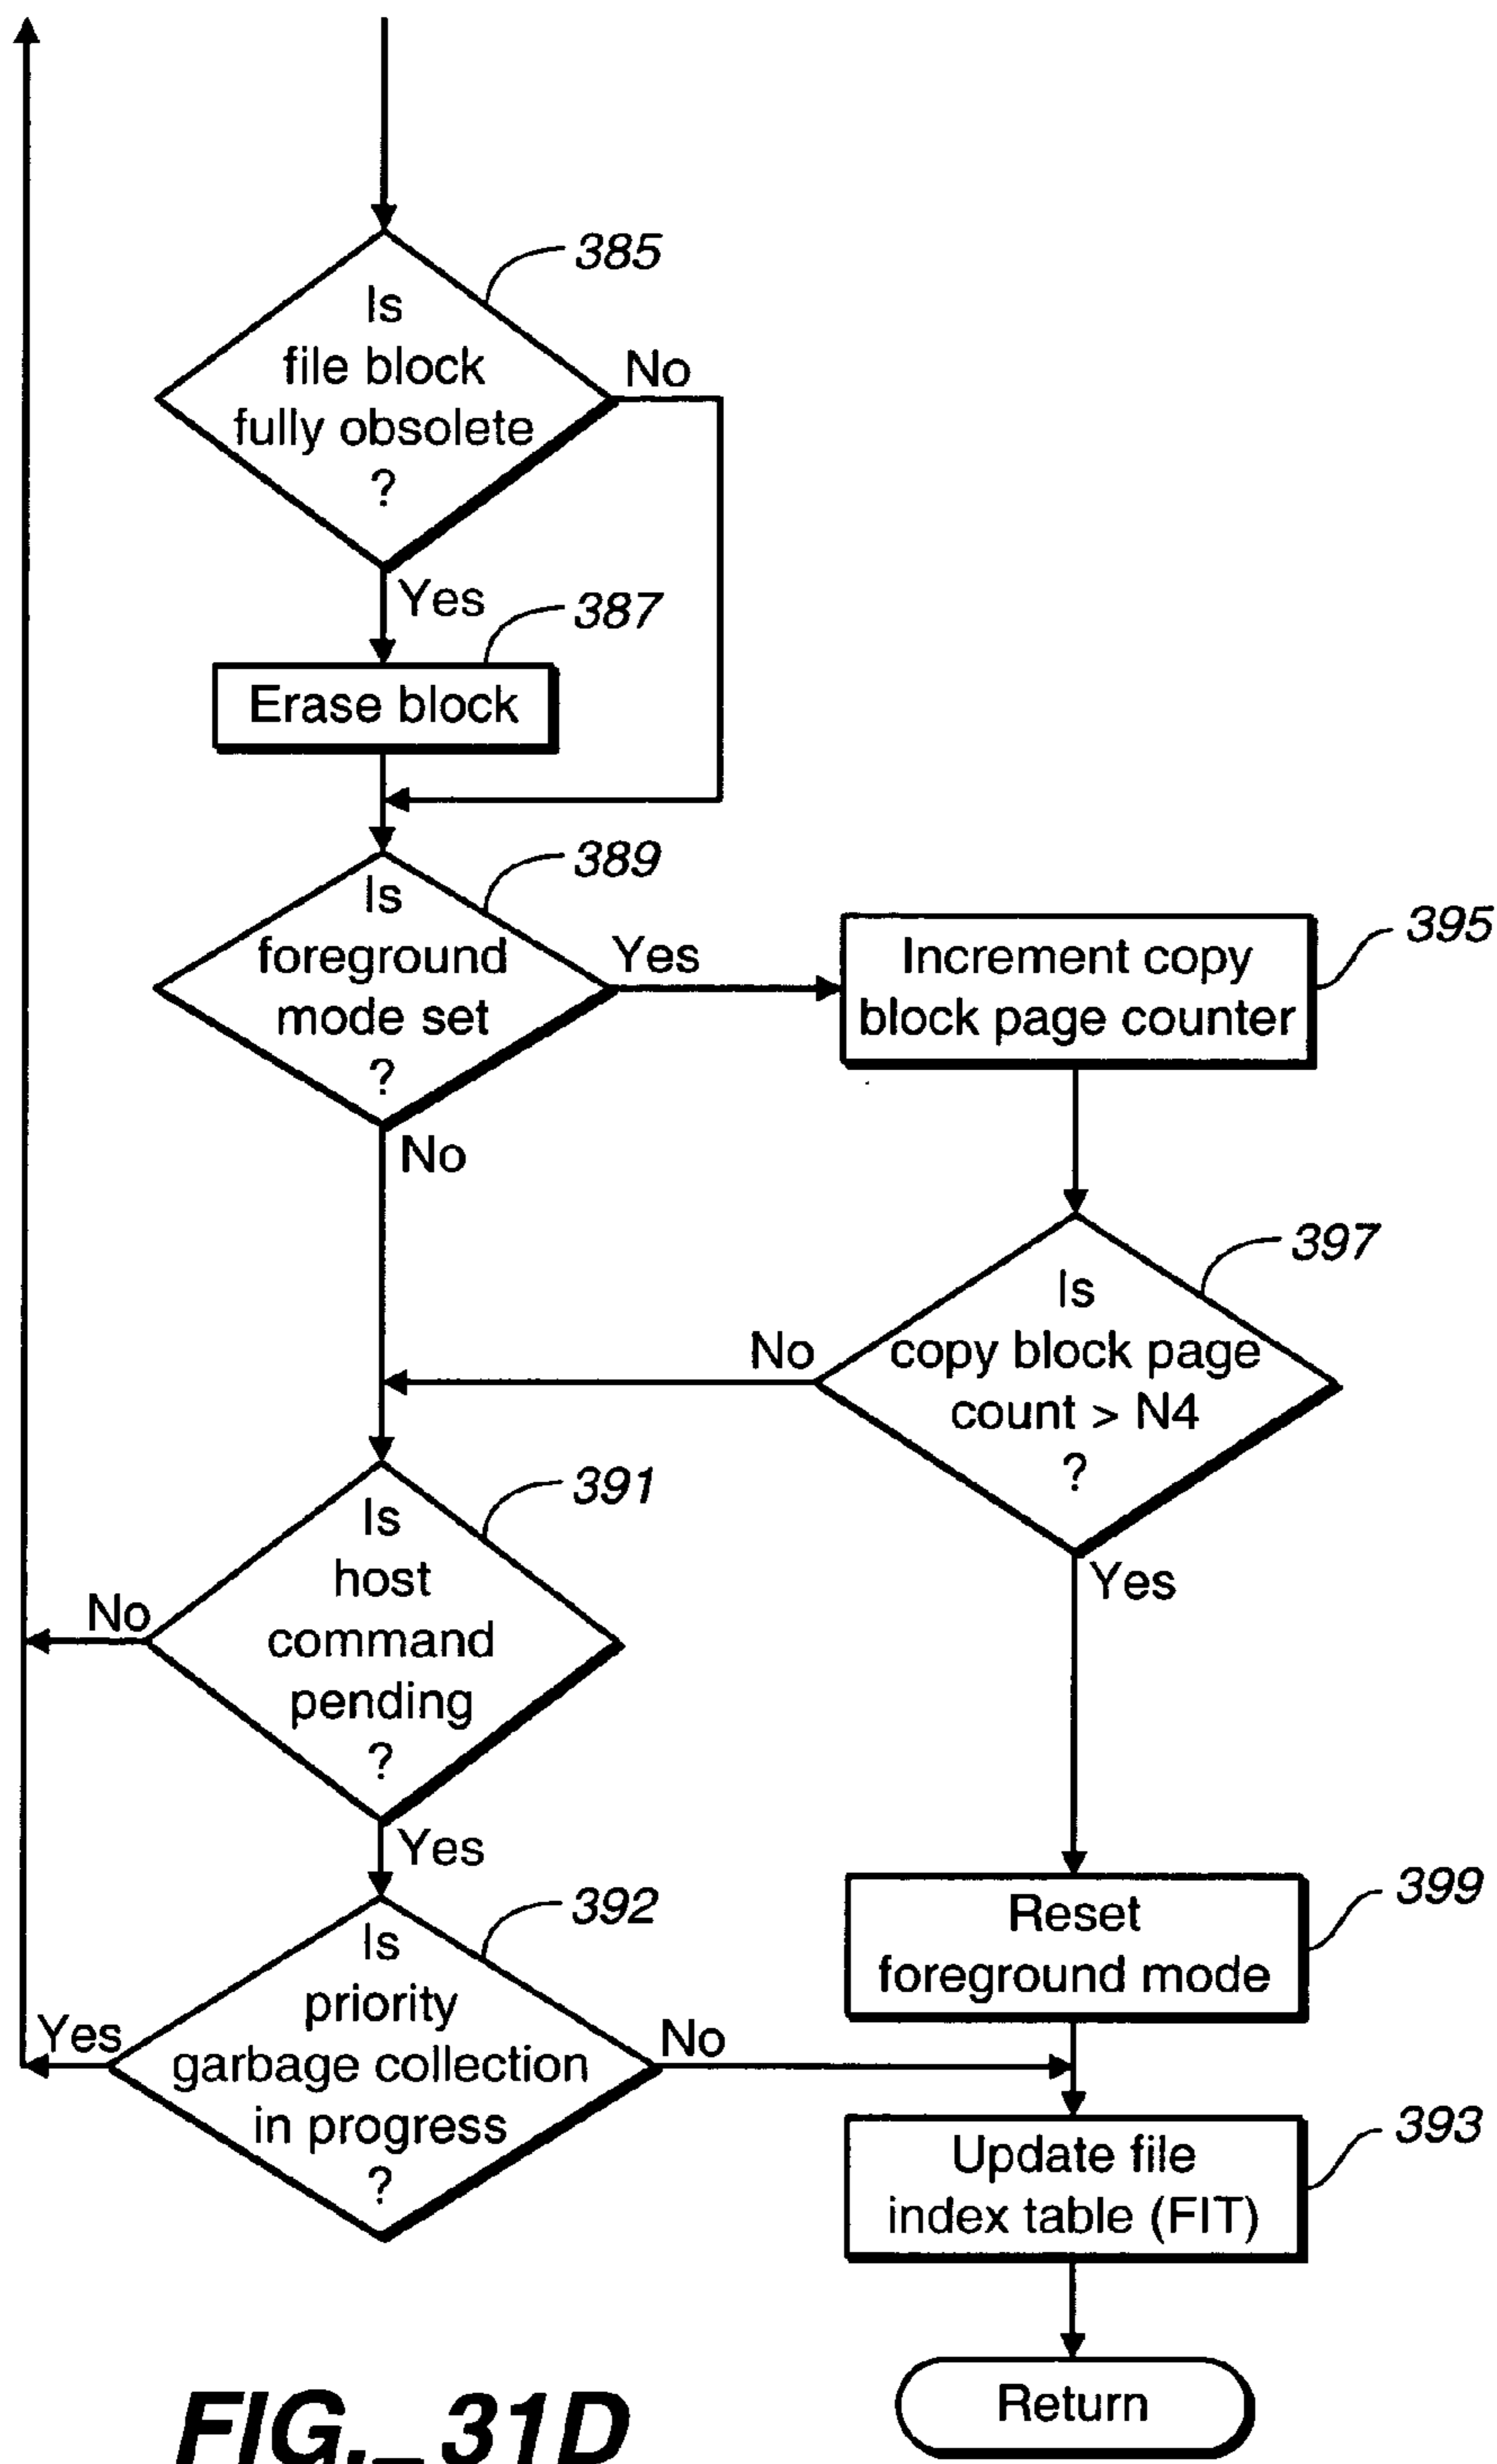 385
Is
file block
fully obsolete
?
No
Yes
387
Erase block
389
Is
foreground
mode set
?
Yes
No
395
Increment copy
block page counter
397
Is
copy block page
count > N4
?
No
Yes
391
Is
host
command
pending
?
No
Yes
392
Is
priority
garbage collection
in progress
?
Yes
No
399
Reset
foreground mode
393
Update file
index table (FIT)
Return
FIG._31D